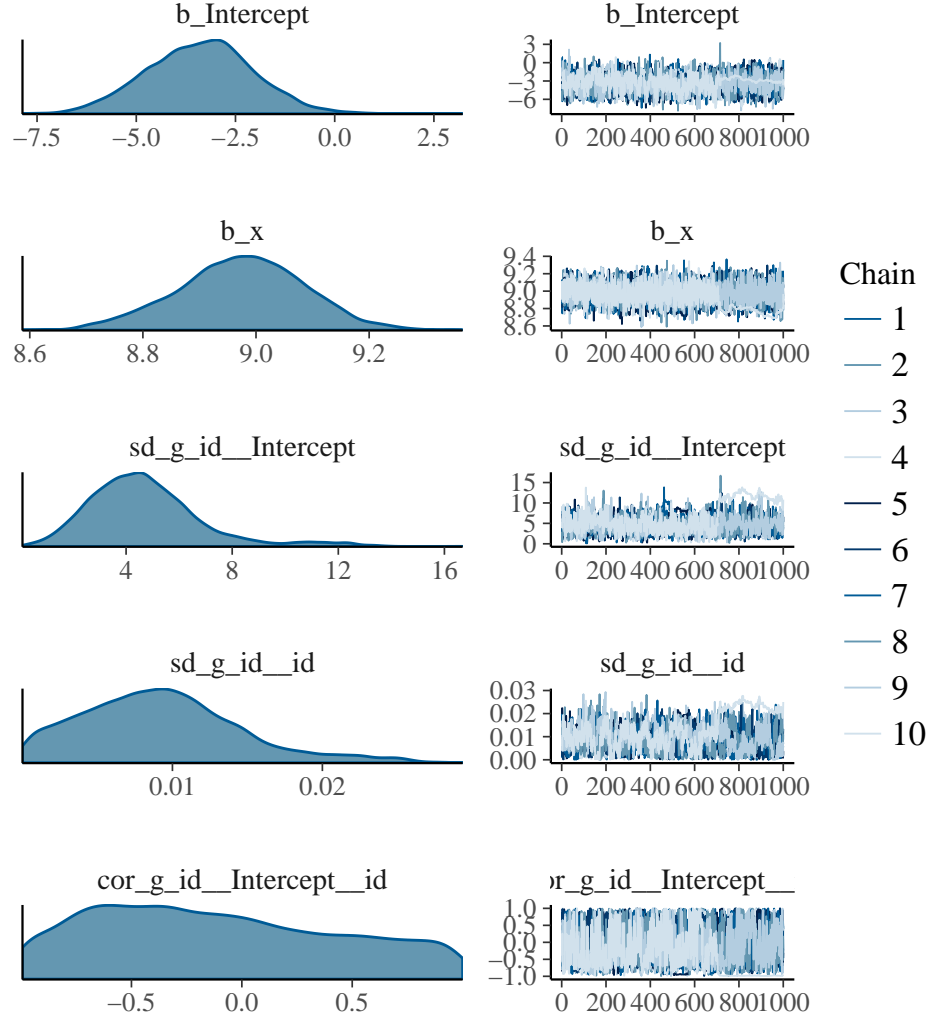 b_Intercept
−7.5 −5.0 −2.5 0.0 2.5
b_Intercept
3
0
−3
−6
0 200 400 600 800 1000
b_x
8.6 8.8 9.0 9.2
b_x
9.4
9.2
9.0
8.8
8.6
0 200 400 600 800 1000
sd_g_id__Intercept
4 8 12 16
sd_g_id__Intercept
15
10
5
0
0 200 400 600 800 1000
sd_g_id__id
0.01 0.02
sd_g_id__id
0.03
0.02
0.01
0.00
0 200 400 600 800 1000
cor_g_id__Intercept__id
−0.5 0.0 0.5
or_g_id__Intercept__
1.0
0.5
0.0
−0.5
−1.0
0 200 400 600 800 1000
Chain
1
2
3
4
5
6
7
8
9
10